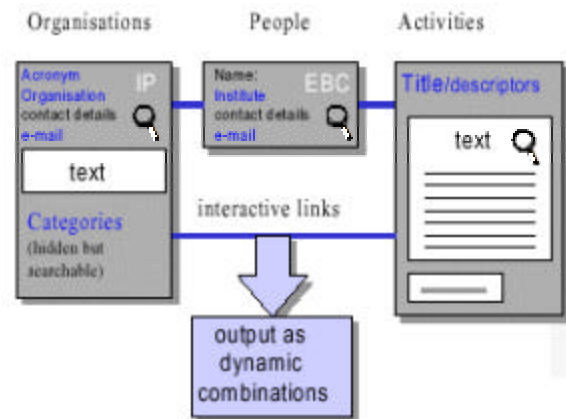 Organisations
People
Activities
Acronym
IP
Organisation
contact details
e-mail
text
Categories
(hidden but
searchable)
Name:
EBC
Institute
contact details
e-mail
interactive links
Title/descriptors
text
output as
dynamic
combinations